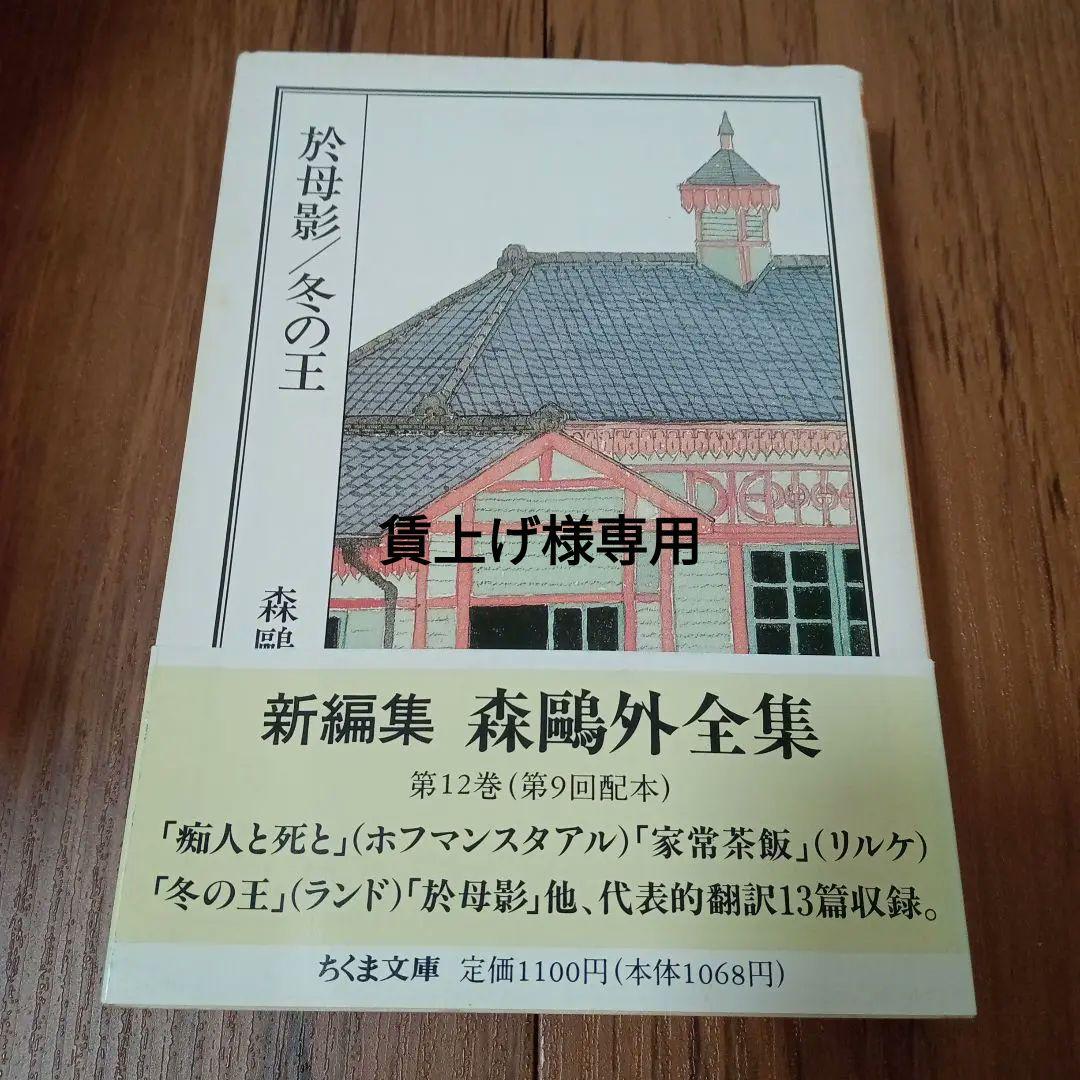 於母影/冬の王
森鷗
賃上げ様専用
新編集 森鷗外全集
第12巻(第9回配本)
「痴人と死と」(ホフマンスタアル)「家常茶飯」(リルケ)
「冬の王」(ランド)「於母影」他、代表的翻訳13篇収録。
ちくま文庫 定価1100円(本体1068円)